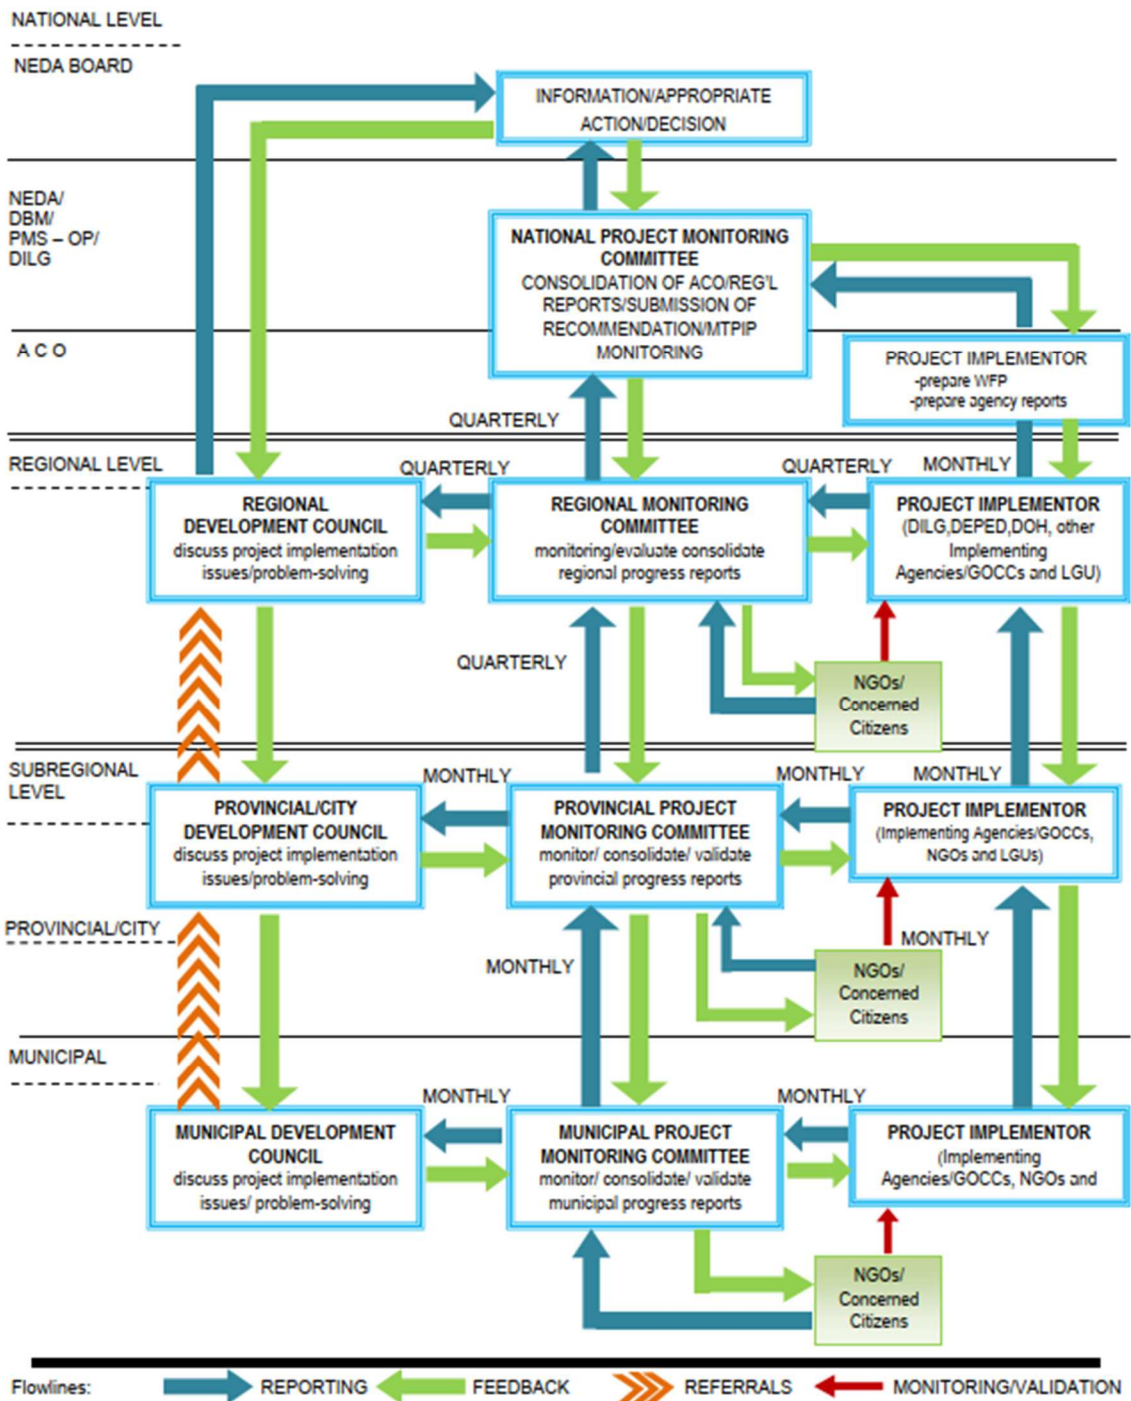 NATIONAL LEVEL
NEDA BOARD
INFORMATION/APPROPRIATE
ACTION/DECISION
NEDA/
DBM/
PMS – OP/
DILG
NATIONAL PROJECT MONITORING
COMMITTEE
CONSOLIDATION OF ACO/REG'L
REPORTS/SUBMISSION OF
RECOMMENDATION/MTPIP
MONITORING
A C O
PROJECT IMPLEMENTOR
-prepare WFP
-prepare agency reports
QUARTERLY
REGIONAL LEVEL
QUARTERLY
QUARTERLY
MONTHLY
REGIONAL
DEVELOPMENT COUNCIL
discuss project implementation
issues/problem-solving
REGIONAL MONITORING
COMMITTEE
monitoring/evaluate consolidate
regional progress reports
PROJECT IMPLEMENTOR
(DILG,DEPED,DOH, other
Implementing
Agencies/GOCCs and LGU)
QUARTERLY
NGOs/
Concerned
Citizens
SUBREGIONAL
LEVEL
MONTHLY
MONTHLY
MONTHLY
PROVINCIAL/CITY
DEVELOPMENT COUNCIL
discuss project implementation
issues/problem-solving
PROVINCIAL PROJECT
MONITORING COMMITTEE
monitor/ consolidate/ validate
provincial progress reports
PROJECT IMPLEMENTOR
(Implementing Agencies/GOCCs,
NGOs and LGUs)
PROVINCIAL/CITY
MONTHLY
MONTHLY
NGOs/
Concerned
Citizens
MUNICIPAL
MONTHLY
MONTHLY
MUNICIPAL DEVELOPMENT
COUNCIL
discuss project implementation
issues/ problem-solving
MUNICIPAL PROJECT
MONITORING COMMITTEE
monitor/ consolidate/ validate
municipal progress reports
PROJECT IMPLEMENTOR
(Implementing
Agencies/GOCCs, NGOs and
NGOs/
Concerned
Citizens
Flowlines: REPORTING FEEDBACK REFERRALS MONITORING/VALIDATION